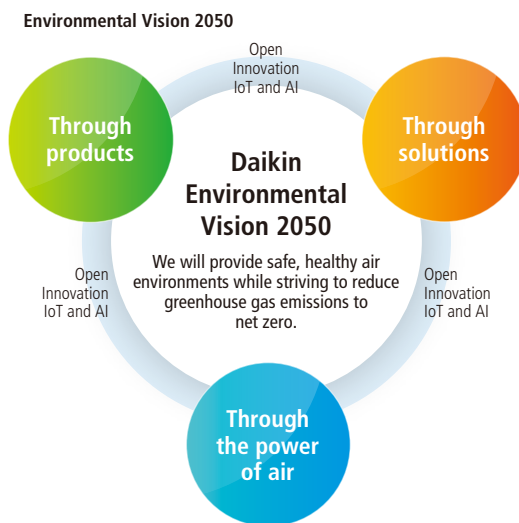 Environmental Vision 2050
Open
Innovation
IoT and AI
Through
products
Through
solutions
Daikin
Environmental
Vision 2050
We will provide safe, healthy air
environments while striving to reduce
greenhouse gas emissions to
net zero.
Open
Innovation
IoT and AI
Open
Innovation
IoT and AI
Through
the power
of air